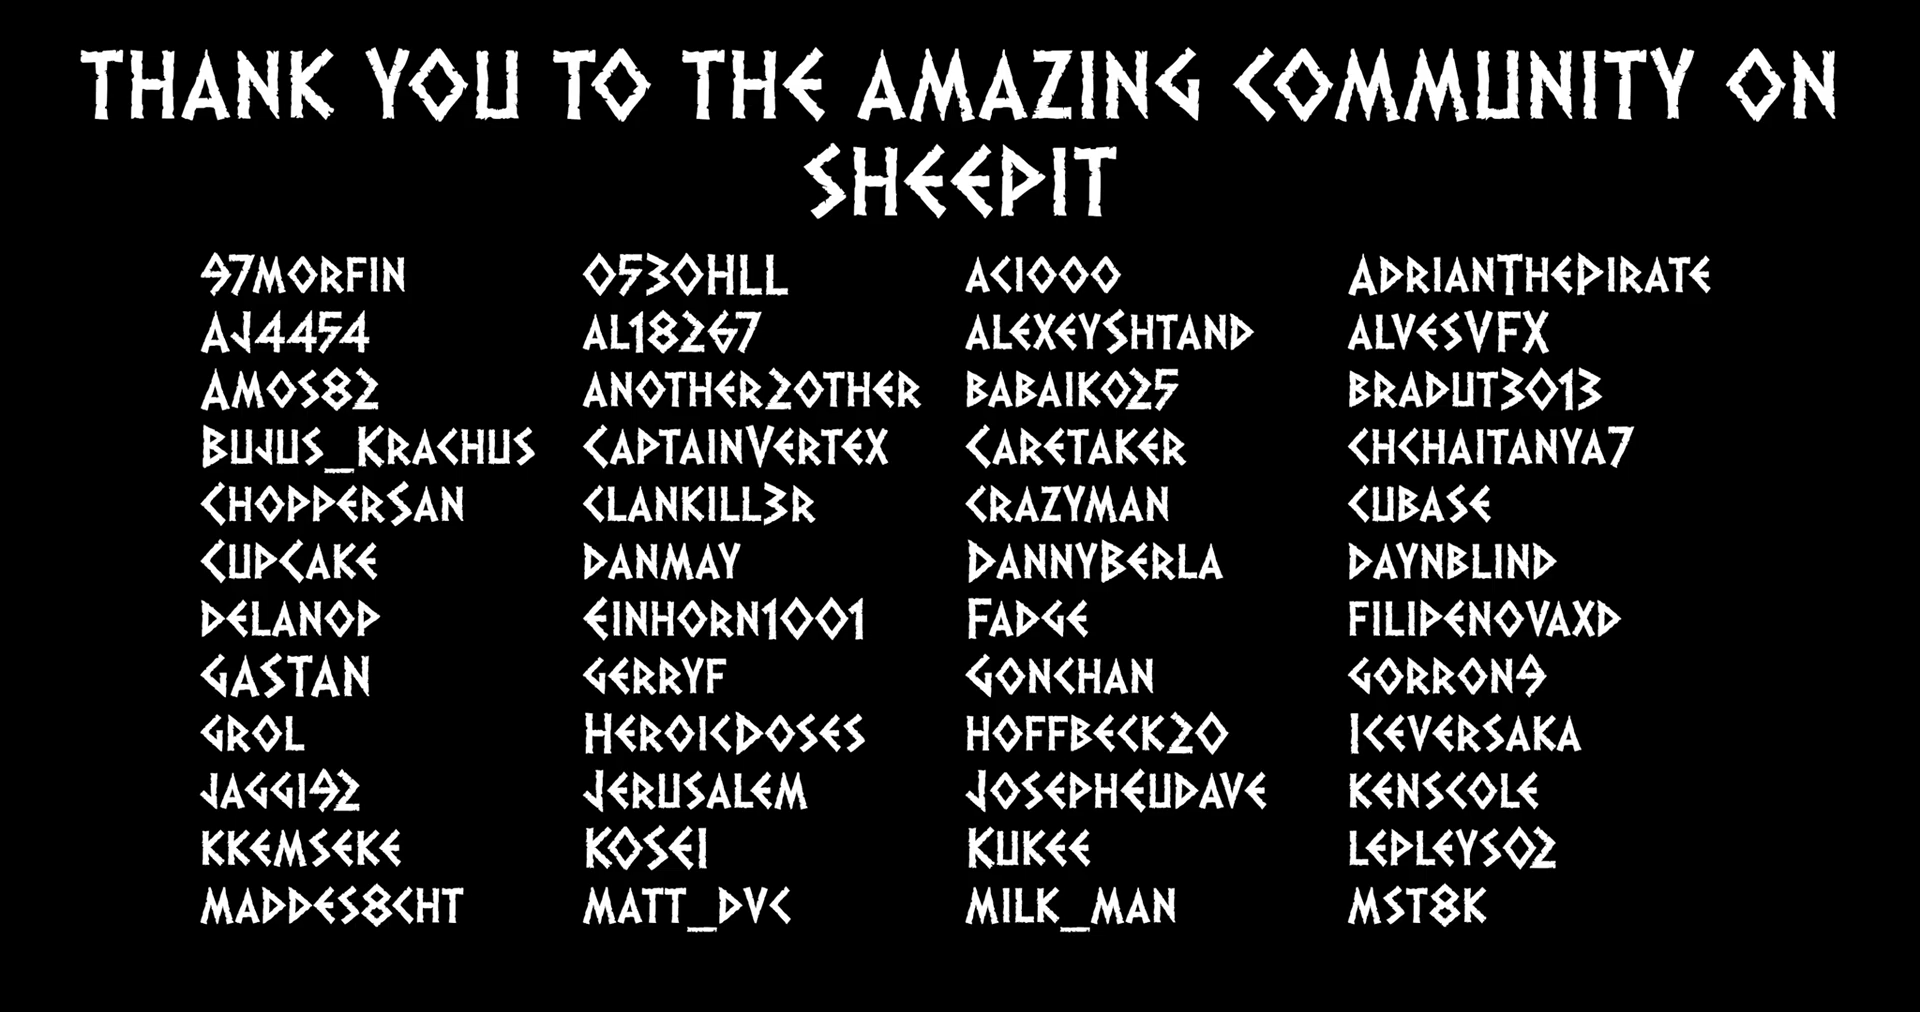 THANK YOU TO THE AMAZING COMMUNITY ON
SHEEPIT
97morfin 0530HLL aci000 AdrianThePirate
AJ4454 al18267 alexeyShtand alvesVFX
Amos82 another2other babaiko25 bradut3013
Bujus_Krachus CaptainVertex Caretaker chchaitanya7
ChopperSan clankill3r crazyman cubase
CupCake danmay DannyBerla daynblind
delanop Einhorn1001 Fadge filipenovaxd
GASTAN gerryf Gonchan gorron9
grol HeroicDoses hoffbeck20 Iceversaka
jaggi92 Jerusalem JosephEudave kenscole
kkemseke KOSEI Kukee lepleys02
maddes8cht matt_dvc milk_man mst8k